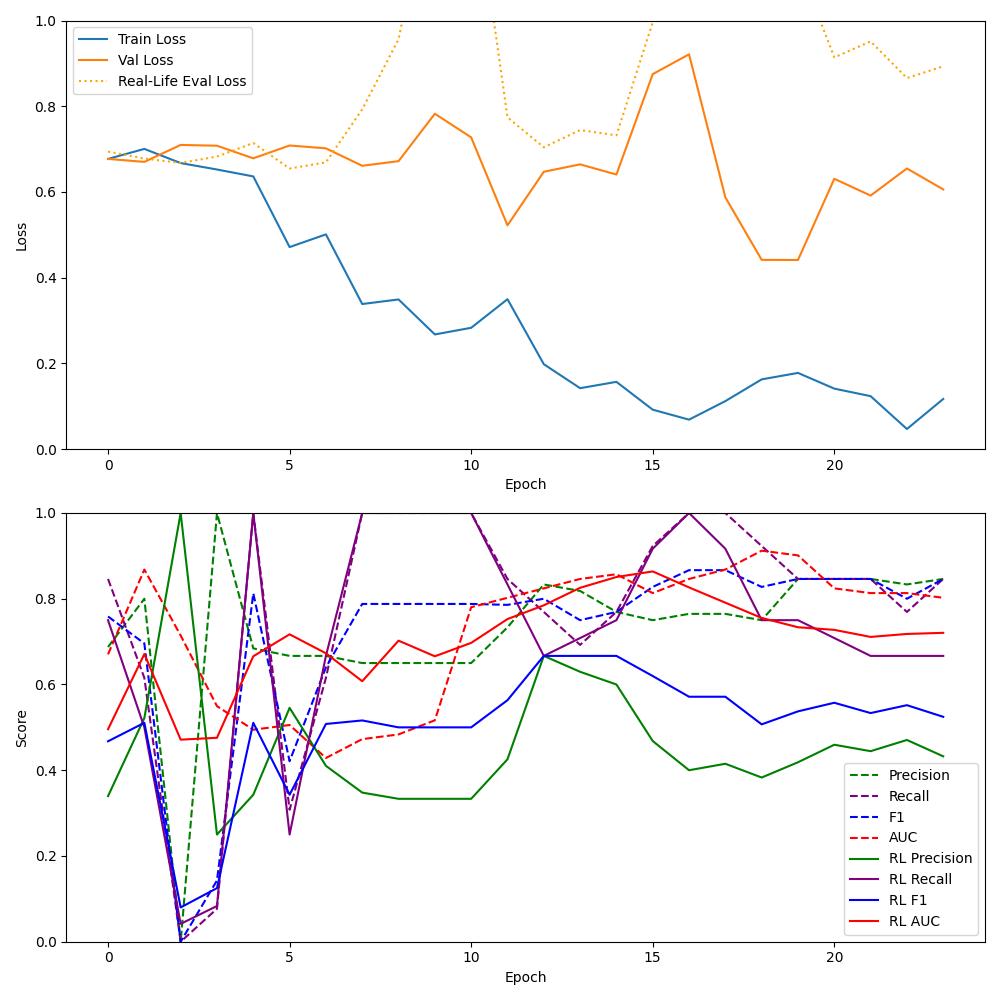 1.0
0.8
0.6
0.4
0.2
0.0
Loss
Train Loss
Val Loss
Real-Life Eval Loss
0 5 10 15 20
Epoch
1.0
0.8
0.6
0.4
0.2
0.0
Score
Precision
Recall
F1
AUC
RL Precision
RL Recall
RL F1
RL AUC
0 5 10 15 20
Epoch